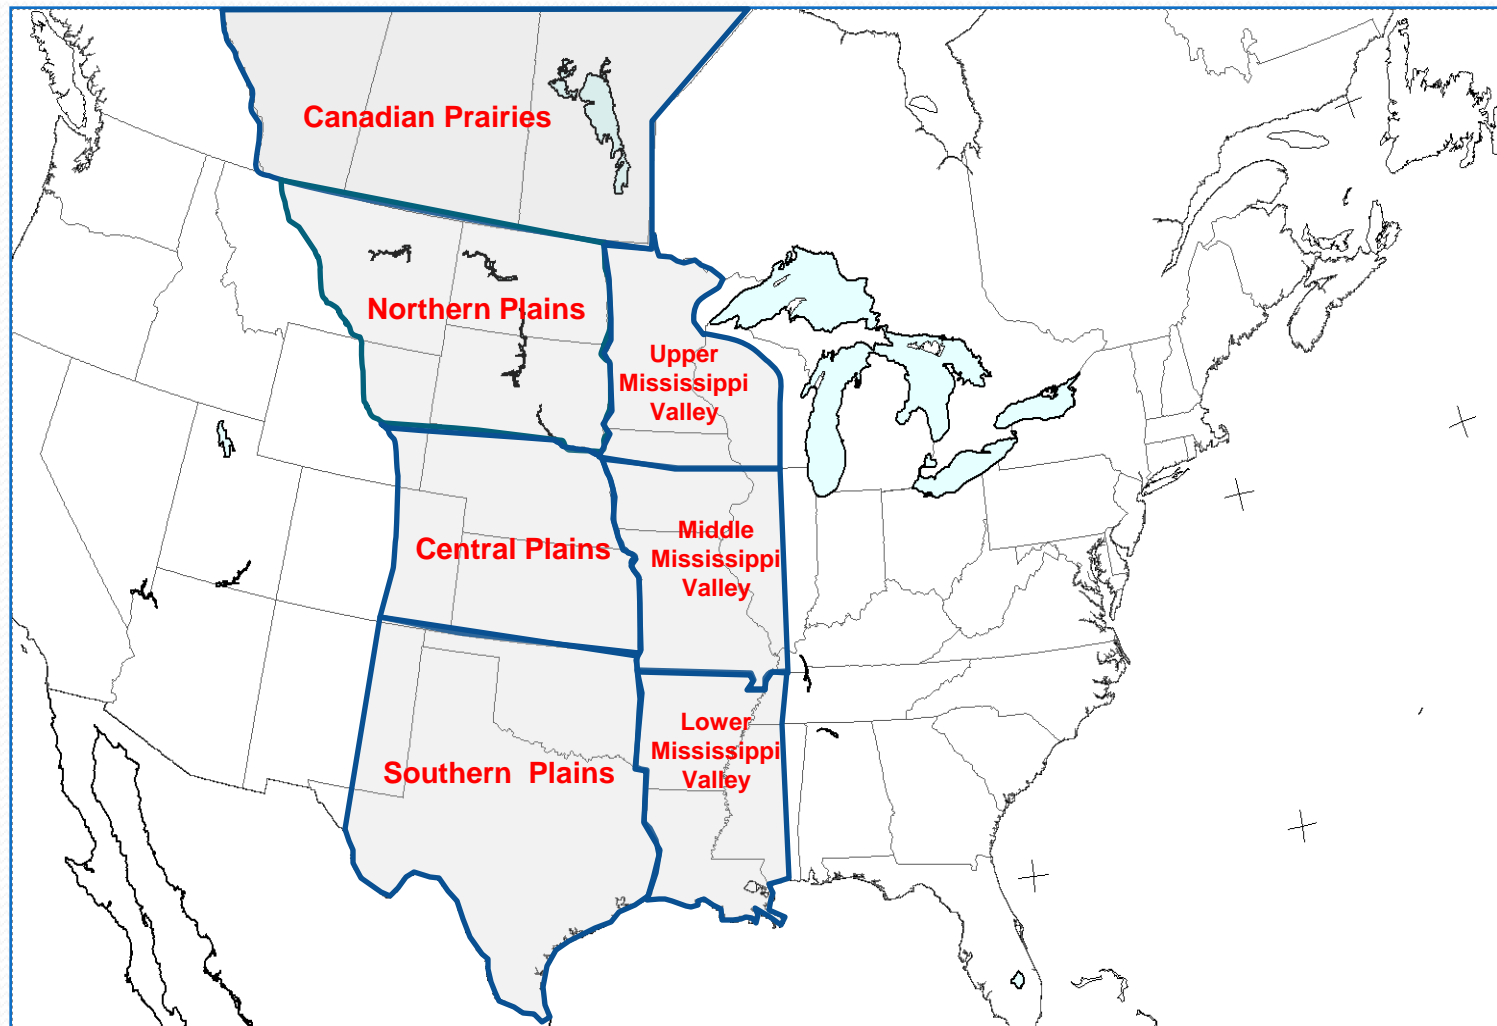 Canadian Prairies
Northern Plains
Upper
Mississippi
Valley
Central Plains
Middle
Mississippi
Valley
Southern  Plains
Lower
Mississippi
Valley